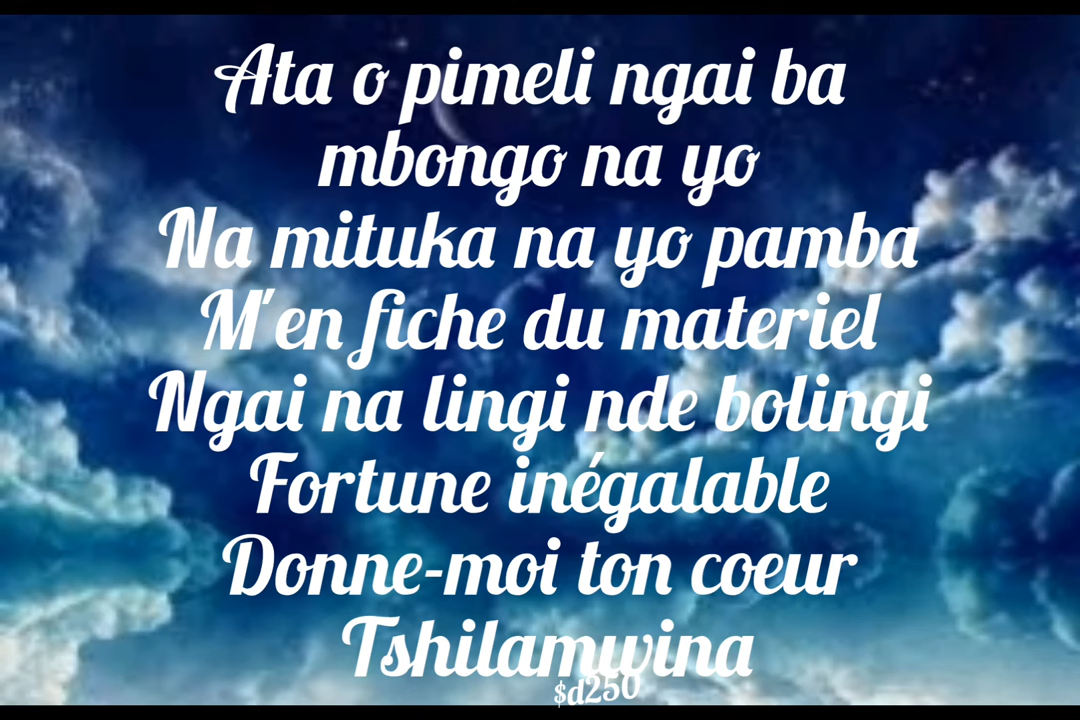 Ata o pimeli ngai ba
mbongo na yo
Na mituka na yo pamba
M'en fiche du materiel
Ngai na lingi nde bolingi
Fortune inégalable
Donne-moi ton coeur
Tshilamwina
$d250